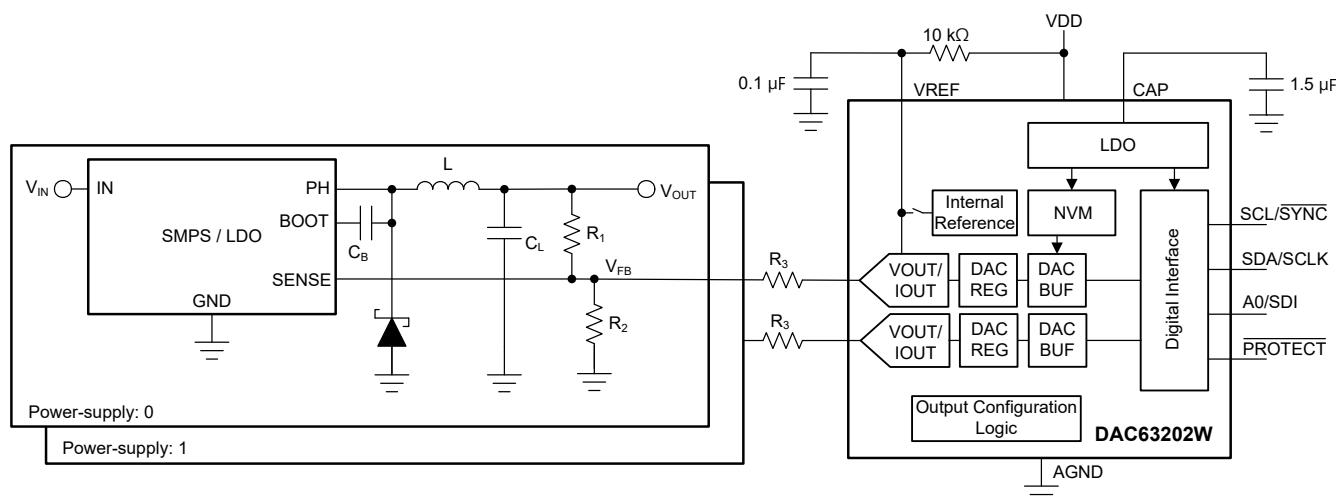 VDD
10 kΩ
0.1 µF
VREF
CAP
1.5 µF
LDO
Internal
Reference
NVM
SCL/SYNC
SDA/SCLK
A0/SDI
PROTECT
Digital Interface
VOUT/
IOUT
DAC
REG
DAC
BUF
VOUT/
IOUT
DAC
REG
DAC
BUF
Output Configuration
Logic
DAC63202W
AGND
VIN
IN
PH
BOOT
SMPS / LDO
SENSE
GND
CB
L
CL
R1
VOUT
VFB
R2
R3
R3
Power-supply: 0
Power-supply: 1